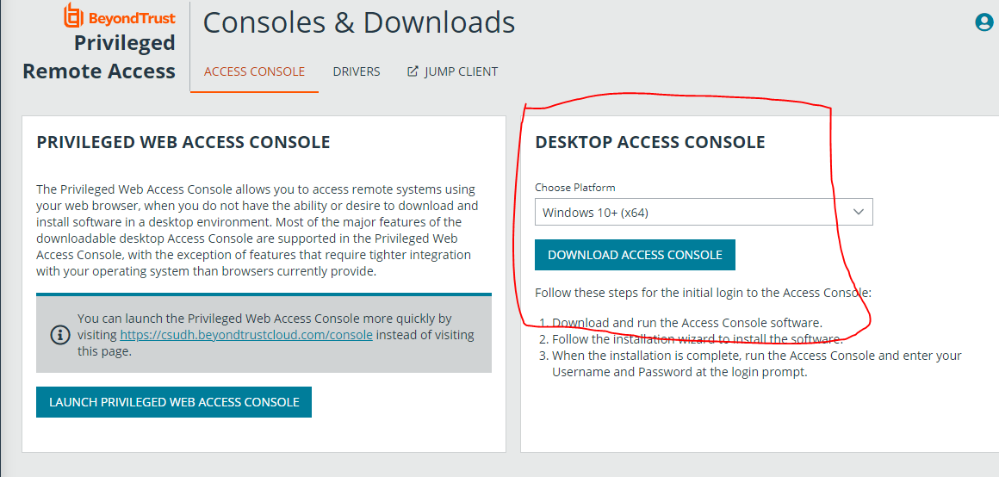 BeyondTrust
Privileged
Remote Access
Consoles & Downloads
ACCESS CONSOLE
DRIVERS
JUMP CLIENT
PRIVILEGED WEB ACCESS CONSOLE
The Privileged Web Access Console allows you to access remote systems using
your web browser, when you do not have the ability or desire to download and
install software in a desktop environment. Most of the major features of the
downloadable desktop Access Console are supported in the Privileged Web
Access Console, with the exception of features that require tighter integration
with your operating system than browsers currently provide.
You can launch the Privileged Web Access Console more quickly by
visiting https://csudh.beyondtrustcloud.com/console instead of visiting
this page.
LAUNCH PRIVILEGED WEB ACCESS CONSOLE
DESKTOP ACCESS CONSOLE
Choose Platform
Windows 10+ (x64)
DOWNLOAD ACCESS CONSOLE
Follow these steps for the initial login to the Access Console:
1. Download and run the Access Console software.
2. Follow the installation wizard to install the software.
3. When the installation is complete, run the Access Console and enter your
Username and Password at the login prompt.